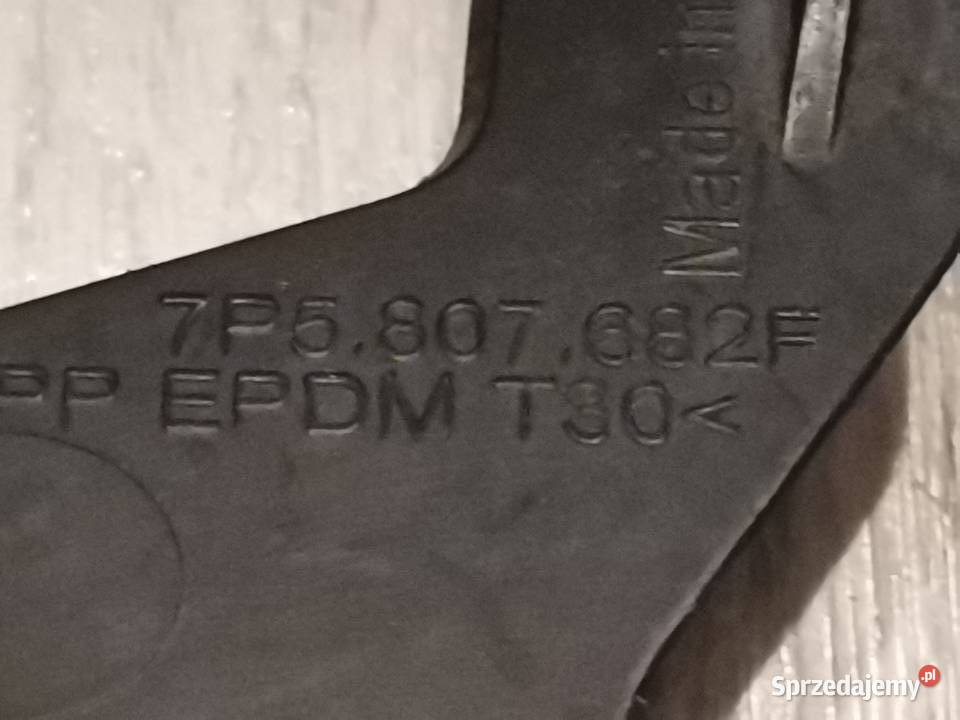 Made in
7P5.807.682F
PP EPDM T30<
Sprzedajemy.pl